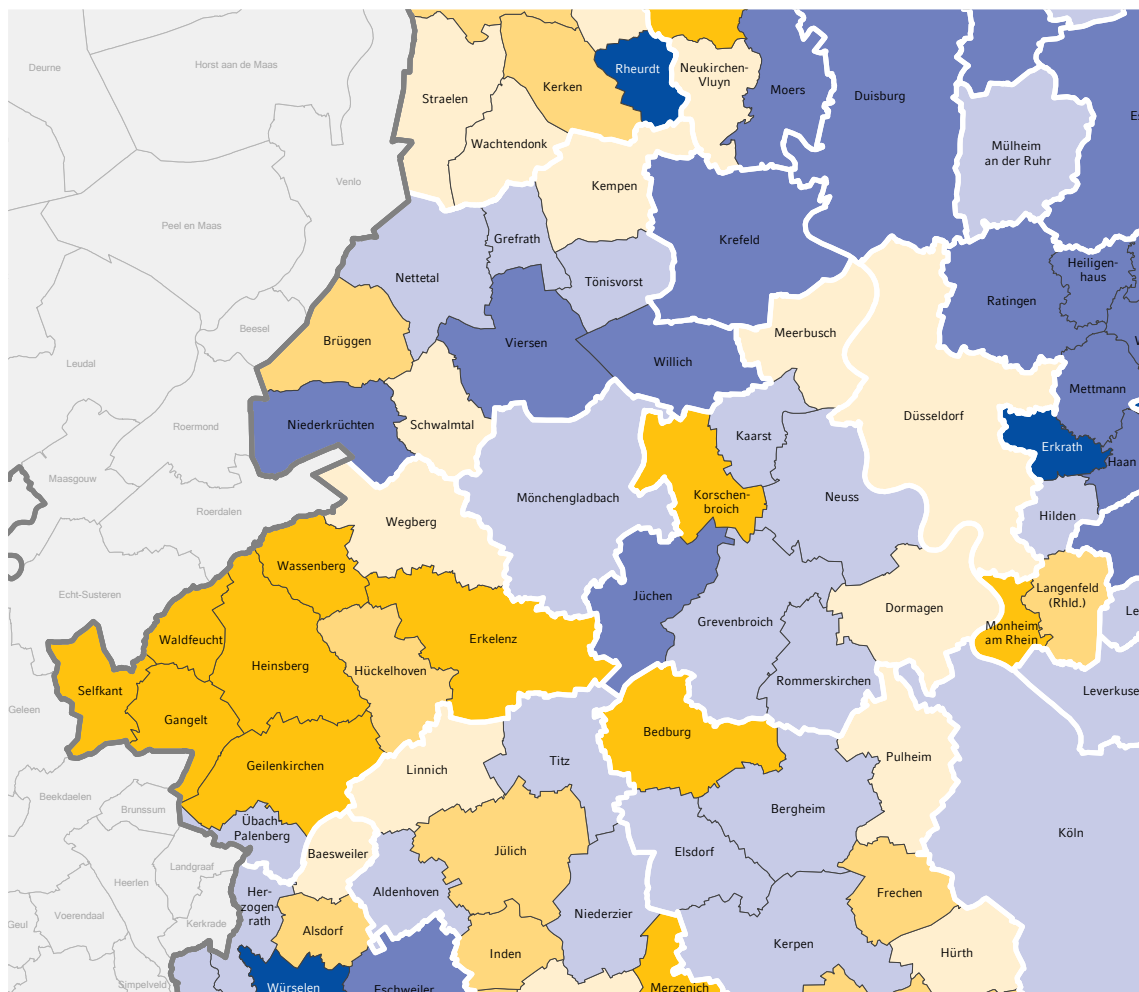 Deurne
Horst aan de Maas
Venlo
Peel en Maas
Beesel
Leudal
Roermond
Maasgouw
Roerdalen
Echt-Susteren
Geleen
Beekdaelen
Brunssum
Landgraaf
Heerlen
Voerendaal
Kerkrade
Simpelveld
Straelen
Kerken
Rheurdt
Neukirchen-
Vluyn
Moers
Duisburg
Mülheim
an der Ruhr
Wachtendonk
Kempen
Krefeld
Grefrath
Nettetal
Tönisvorst
Ratingen
Heiligen-
haus
Brüggen
Viersen
Willich
Meerbusch
Mettmann
Niederkrüchten
Schwalmtal
Düsseldorf
Kaarst
Erkrath
Haan
Mönchengladbach
Korschen-
broich
Neuss
Hilden
Wegberg
Wassenberg
Jüchen
Langenfeld
(Rhld.)
Dormagen
Monheim
am Rhein
Grevenbroich
Waldfeucht
Erkelenz
Heinsberg
Hückelhoven
Rommerskirchen
Selfkant
Gangelt
Leverkuse
Bedburg
Pulheim
Geilenkirchen
Linnich
Titz
Bergheim
Übach-
Palenberg
Köln
Baesweiler
Jülich
Elsdorf
Her-
zogen-
rath
Aldenhoven
Frechen
Niederzier
Alsdorf
Inden
Kerpen
Hürth
Würselen
Eschweiler
Merzenich